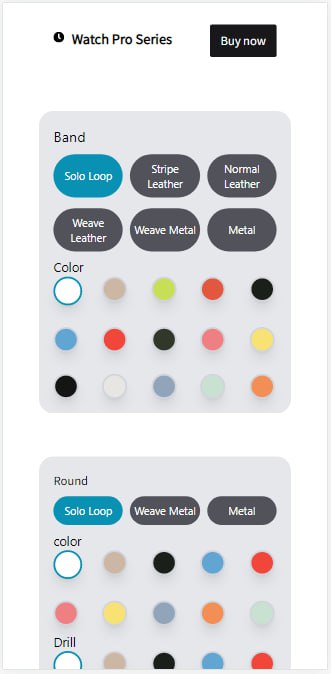 Watch Pro Series
Buy now
Band
Solo Loop
Stripe
Leather
Normal
Leather
Weave
Leather
Weave Metal
Metal
Color
Round
Solo Loop
Weave Metal
Metal
color
Drill